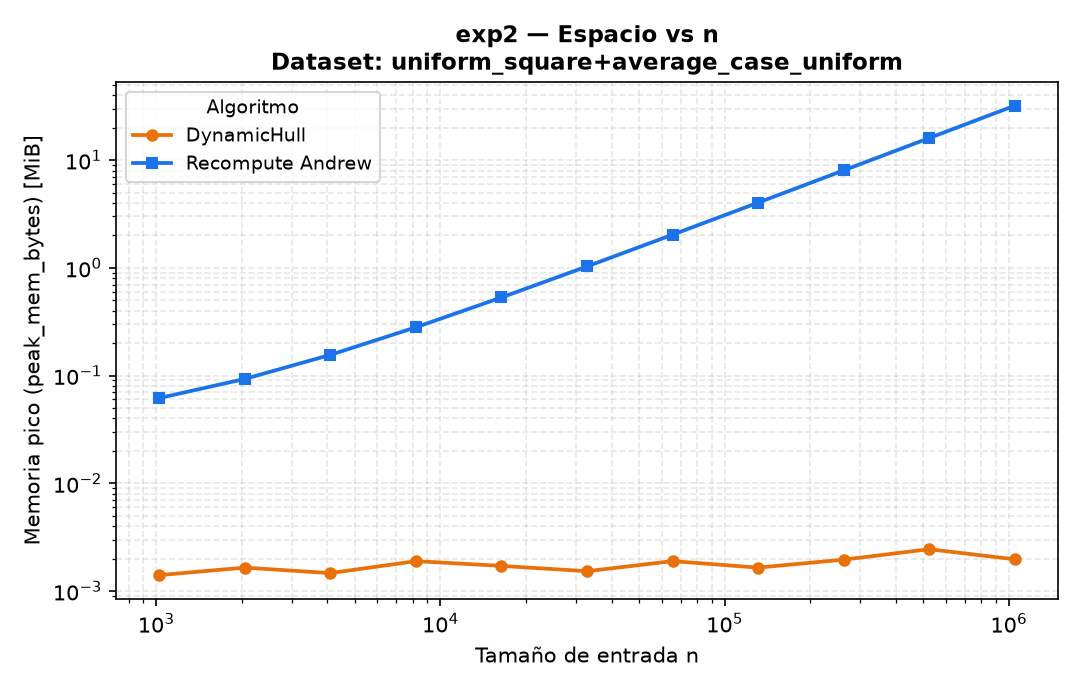 exp2 — Espacio vs n
Dataset: uniform_square+average_case_uniform
Algoritmo
DynamicHull
Recompute Andrew
Memoria pico (peak_mem_bytes) [MiB]
10¹
10⁰
10⁻¹
10⁻²
10⁻³
10³
10⁴
10⁵
10⁶
Tamaño de entrada n